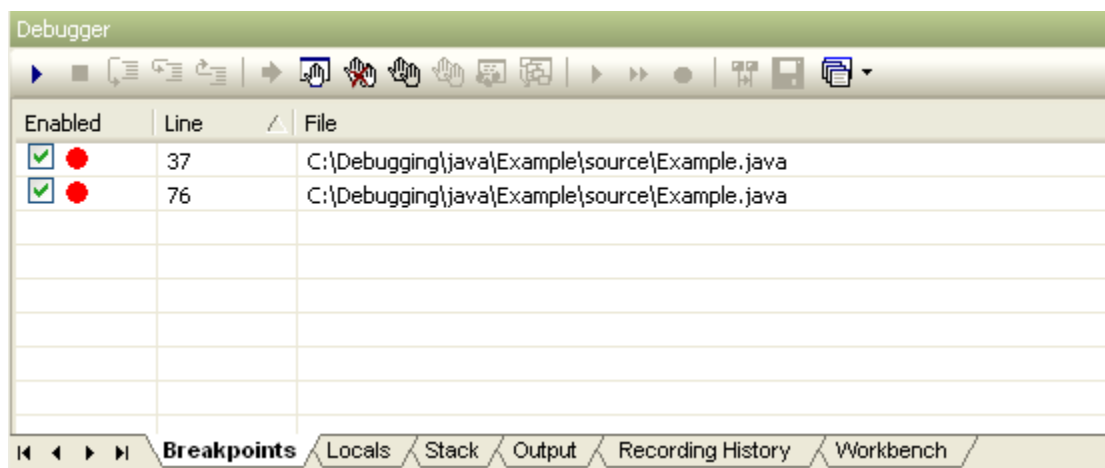 Debugger
Enabled Line File
37 C:\Debugging\java\Example\source\Example.java
76 C:\Debugging\java\Example\source\Example.java
Breakpoints Locals Stack Output Recording History Workbench